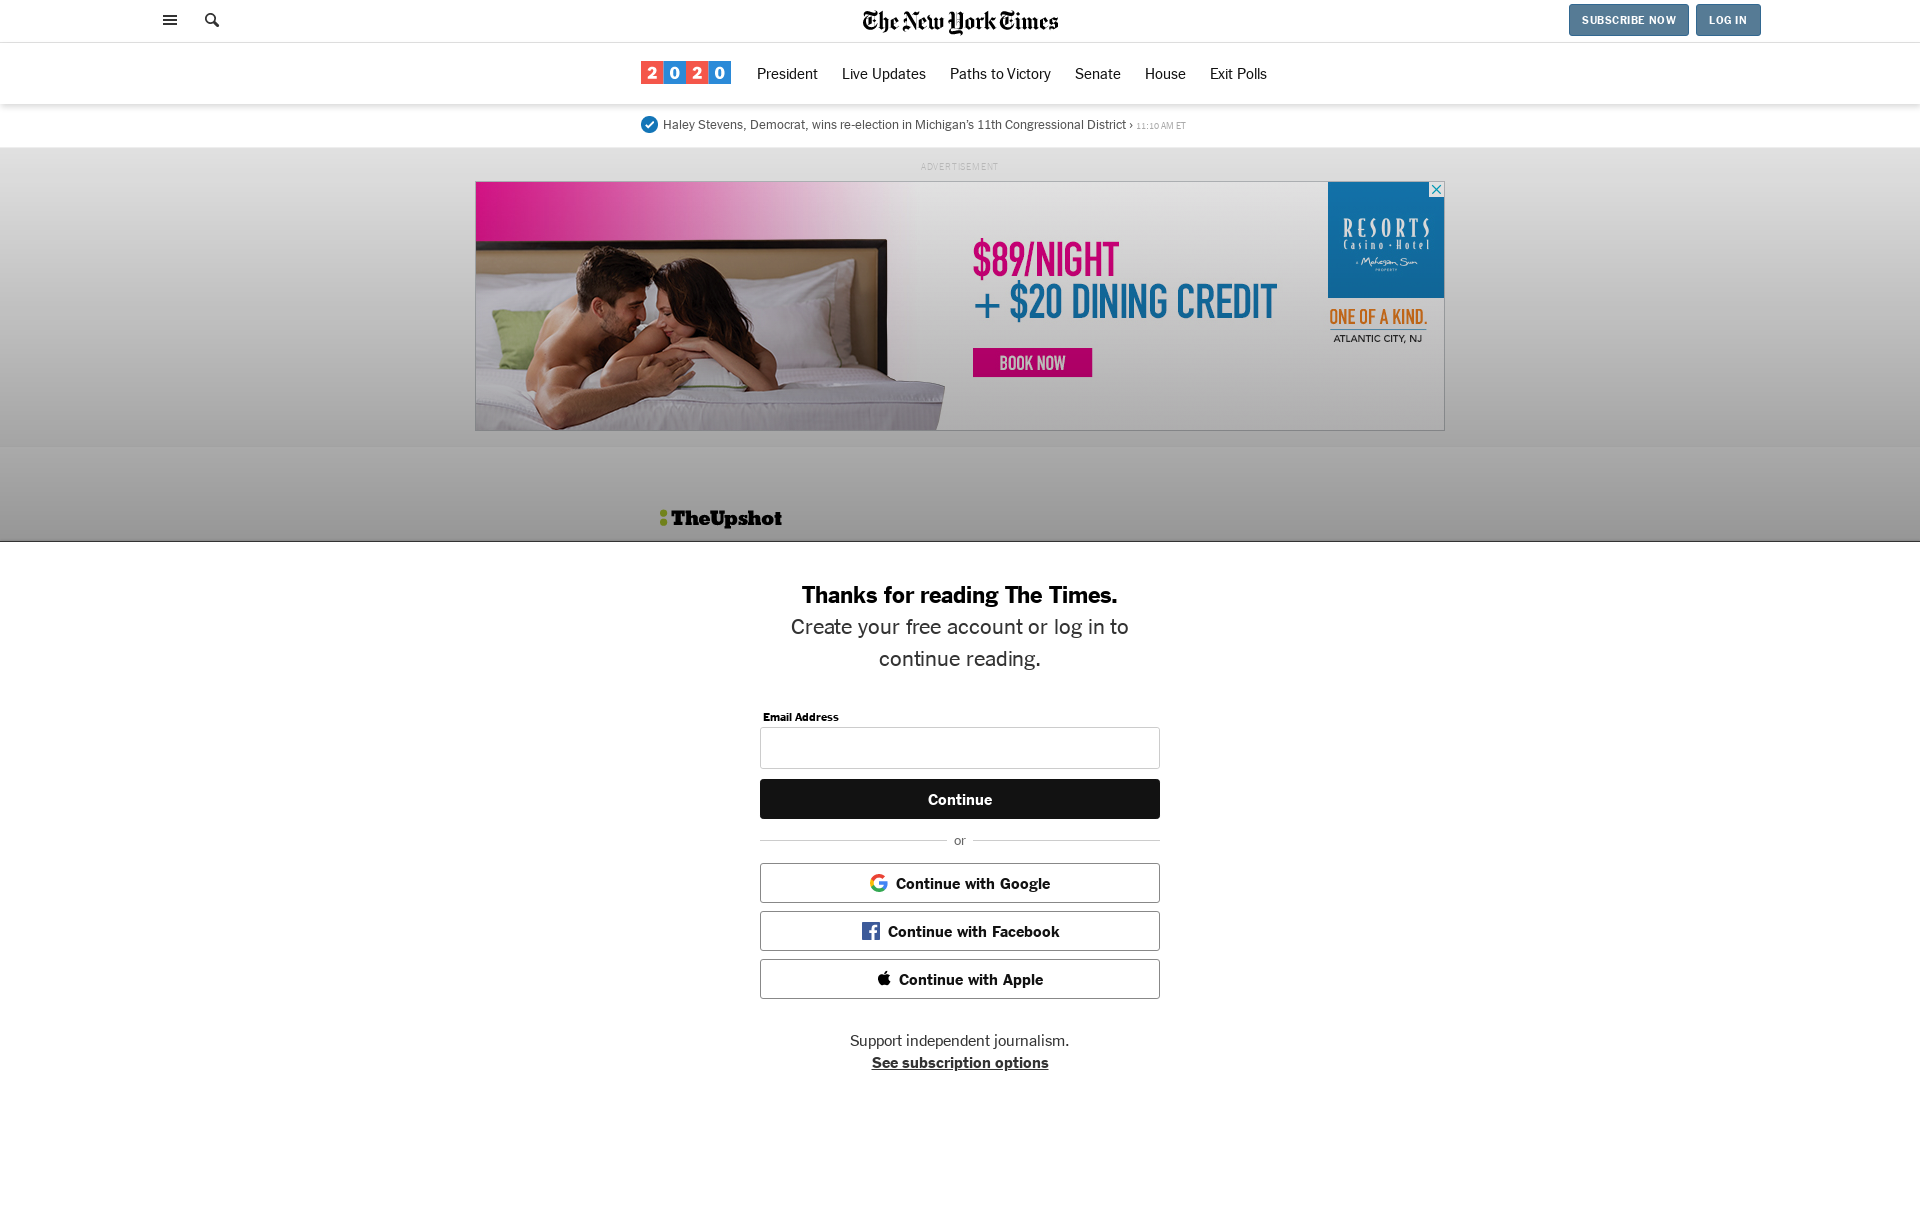 The New York Times
SUBSCRIBE NOW
LOG IN
2020
President
Live Updates
Paths to Victory
Senate
House
Exit Polls
Haley Stevens, Democrat, wins re-election in Michigan’s 11th Congressional District › 11:10 AM ET
ADVERTISEMENT
$89/NIGHT
+ $20 DINING CREDIT
BOOK NOW
RESORTS
Casino • Hotel
a Mohegan Sun
PROPERTY
ONE OF A KIND.
ATLANTIC CITY, NJ
TheUpshot
Thanks for reading The Times.
Create your free account or log in to
continue reading.
Email Address
Continue
or
Continue with Google
Continue with Facebook
Continue with Apple
Support independent journalism.
See subscription options